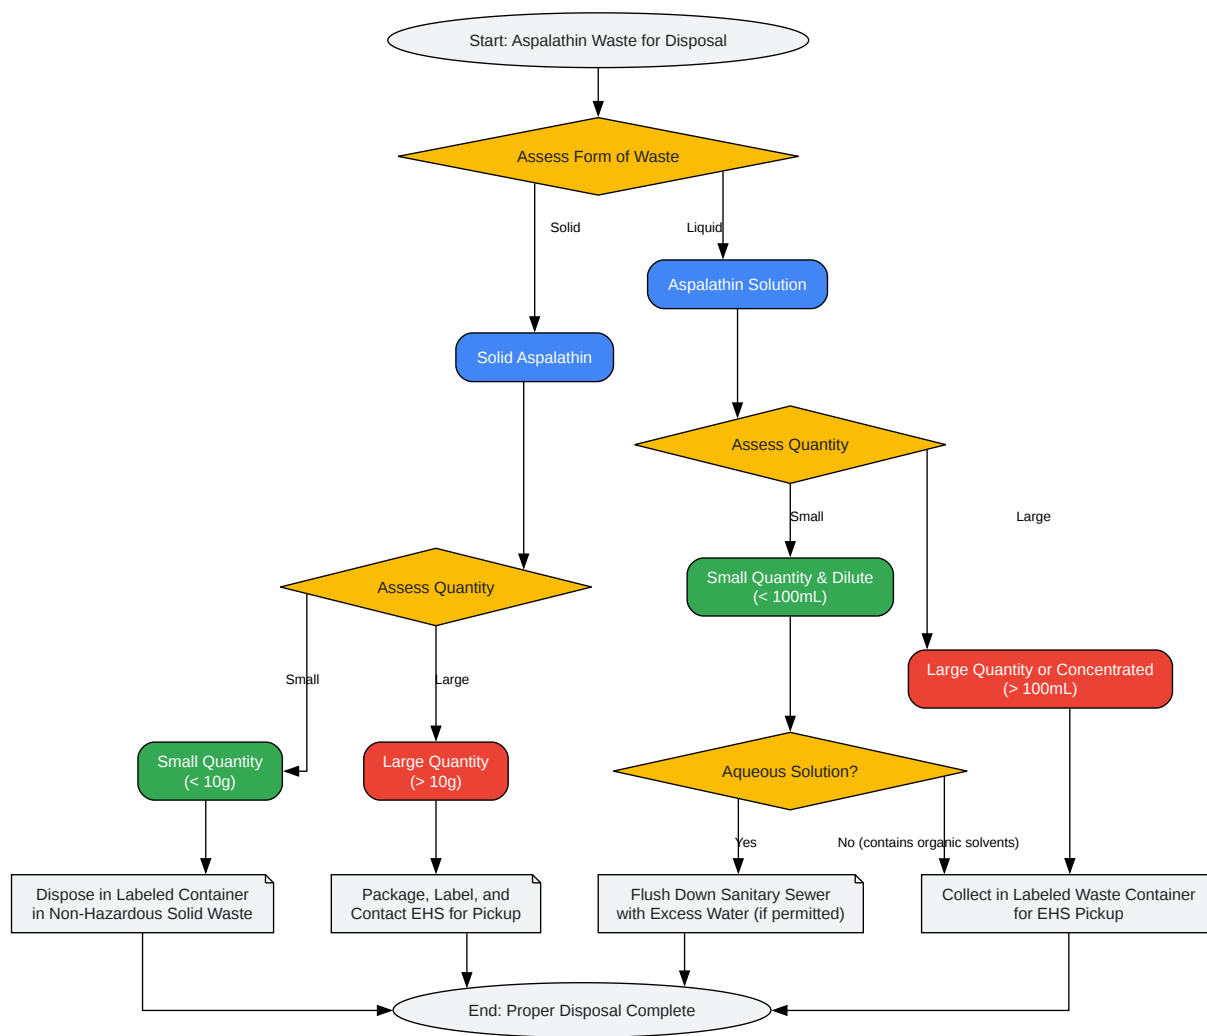 Start: Aspalathin Waste for Disposal
Assess Form of Waste
Solid
Liquid
Aspalathin Solution
Solid Aspalathin
Assess Quantity
Small
Large
Small Quantity & Dilute
(< 100mL)
Assess Quantity
Large Quantity or Concentrated
(> 100mL)
Small
Large
Small Quantity
(< 10g)
Large Quantity
(> 10g)
Aqueous Solution?
Yes
No (contains organic solvents)
Dispose in Labeled Container
in Non-Hazardous Solid Waste
Package, Label, and
Contact EHS for Pickup
Flush Down Sanitary Sewer
with Excess Water (if permitted)
Collect in Labeled Waste Container
for EHS Pickup
End: Proper Disposal Complete